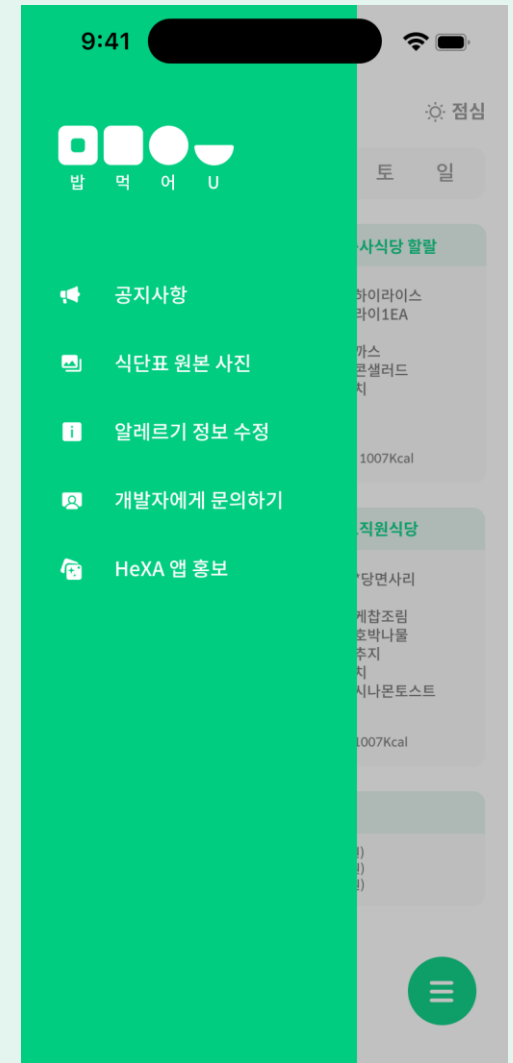 9:41
점심
밥 먹어 U
토 일
사식당 할랄
공지사항
하이라이스
라이1EA
식단표 원본 사진
까스
콘샐러드
치
알레르기 정보 수정
1007Kcal
개발자에게 문의하기
직원식당
HeXA 앱 홍보
*당면사리
케찹조림
호박나물
추지
치
시나몬토스트
1007Kcal